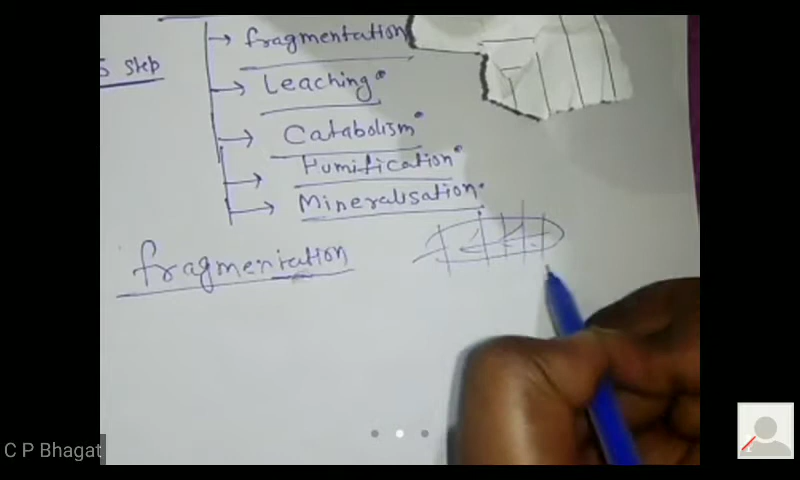 fragmentation
5 step
Leaching
Catabolism
Humification
Mineralisation
fragmentation
C P Bhagat